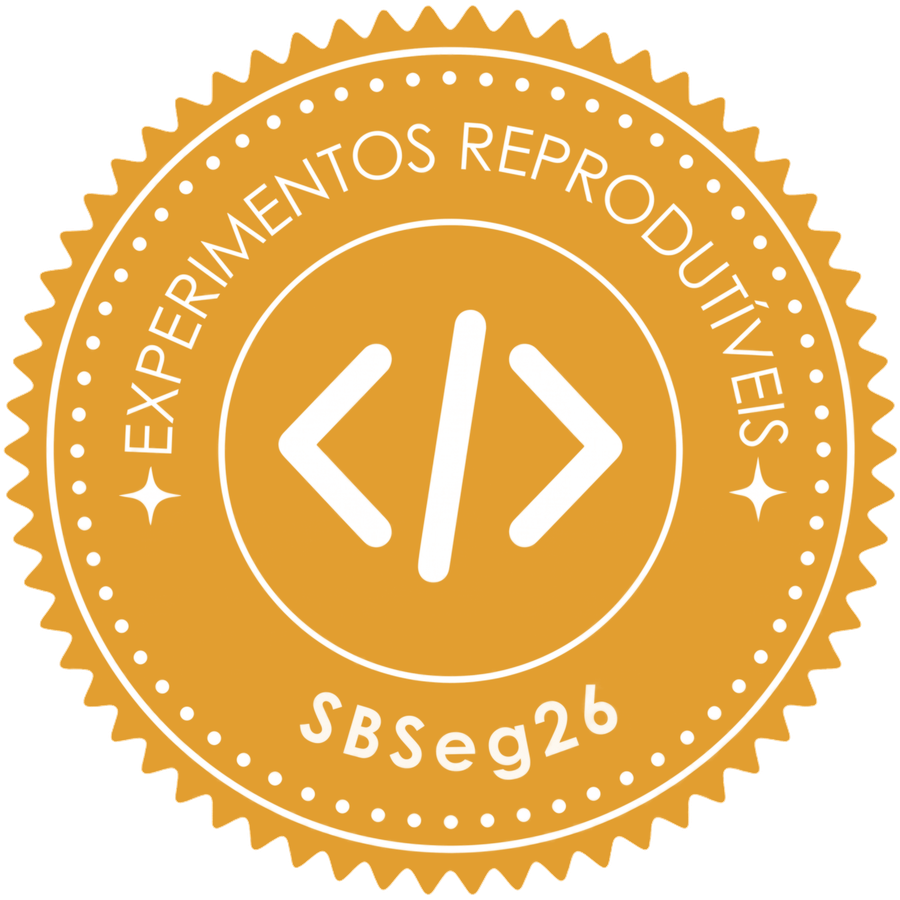 EXPERIMENTOS REPRODUTÍVEIS
</>
SBSeg26